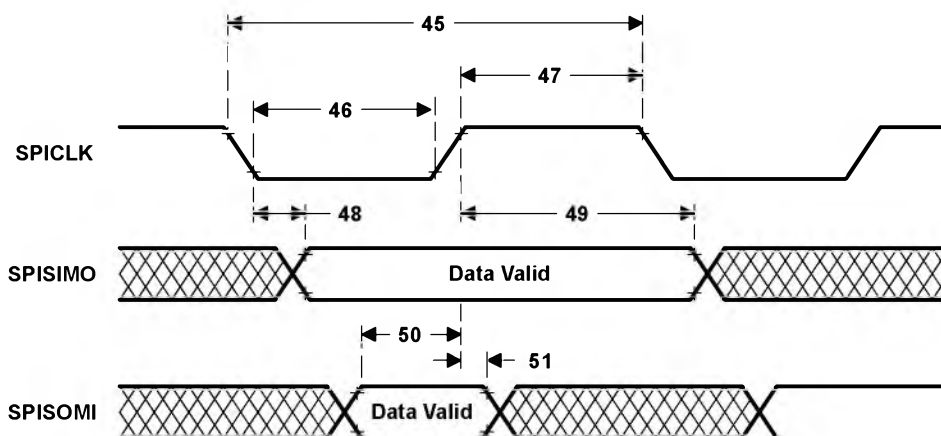 45
47
46
SPICLK
48
49
SPISIMO
Data Valid
50
51
SPISOMI
Data Valid